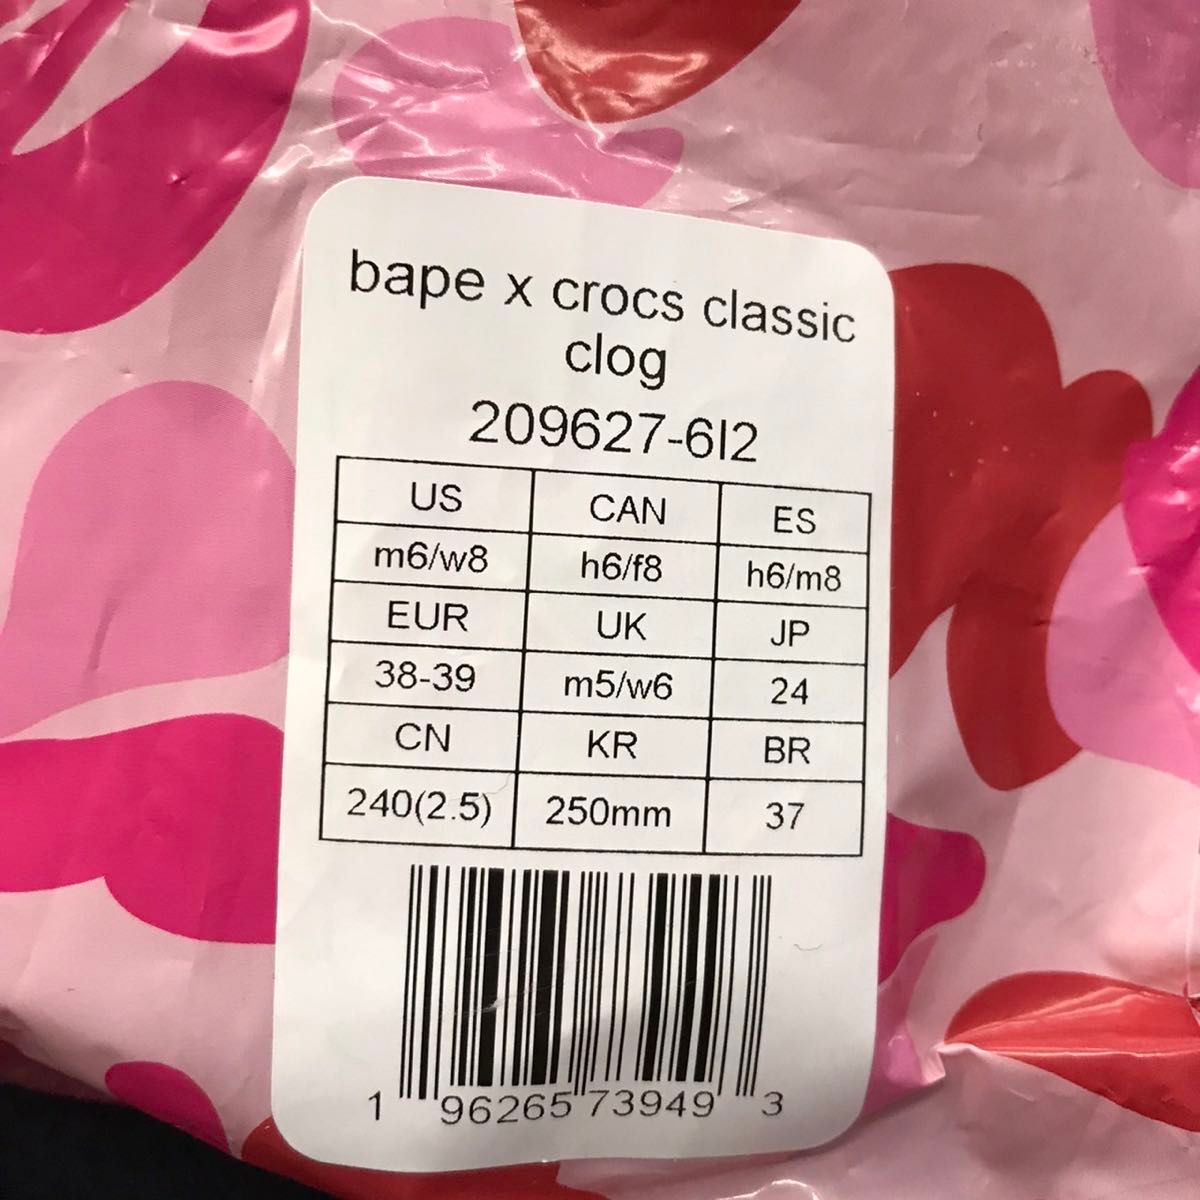 bape x crocs classic
clog
209627-6I2
US CAN ES
m6/w8 h6/f8 h6/m8
EUR UK JP
38-39 m5/w6 24
CN KR BR
240(2.5) 250mm 37
1 96265 73949 3